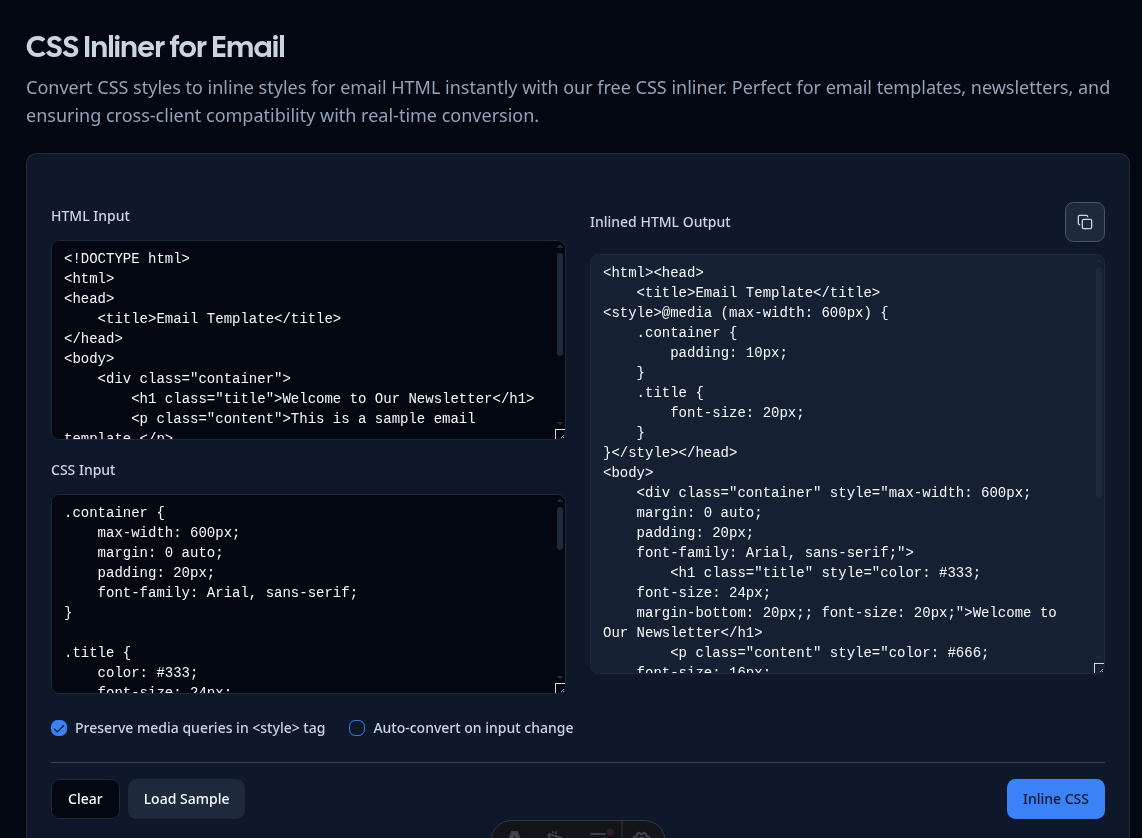 CSS Inliner for Email
Convert CSS styles to inline styles for email HTML instantly with our free CSS inliner. Perfect for email templates, newsletters, and
ensuring cross-client compatibility with real-time conversion.
HTML Input
<!DOCTYPE html>
<html>
<head>
    <title>Email Template</title>
</head>
<body>
    <div class="container">
        <h1 class="title">Welcome to Our Newsletter</h1>
        <p class="content">This is a sample email
template.</p>
CSS Input
.container {
    max-width: 600px;
    margin: 0 auto;
    padding: 20px;
    font-family: Arial, sans-serif;
}

.title {
    color: #333;
    font-size: 24px;
Inlined HTML Output
<html><head>
    <title>Email Template</title>
<style>@media (max-width: 600px) {
    .container {
        padding: 10px;
    }
    .title {
        font-size: 20px;
    }
}</style></head>
<body>
    <div class="container" style="max-width: 600px;
    margin: 0 auto;
    padding: 20px;
    font-family: Arial, sans-serif;">
        <h1 class="title" style="color: #333;
    font-size: 24px;
    margin-bottom: 20px;; font-size: 20px;">Welcome to
Our Newsletter</h1>
        <p class="content" style="color: #666;
    font-size: 16px;
Preserve media queries in <style> tag
Auto-convert on input change
Clear
Load Sample
Inline CSS